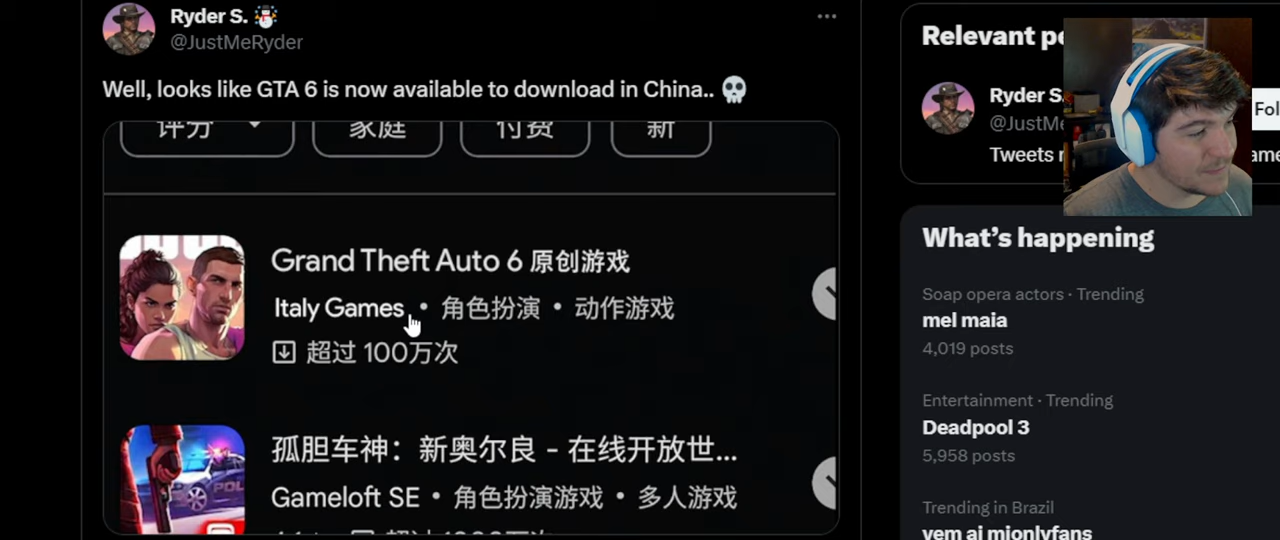 Ryder S.
@JustMeRyder
Well, looks like GTA 6 is now available to download in China..
评分
家庭
付费
新
Grand Theft Auto 6 原创游戏
Italy Games • 角色扮演 • 动作游戏
超过 100万次
孤胆车神：新奥尔良 - 在线开放世...
Gameloft SE • 角色扮演游戏 • 多人游戏
Relevant
Ryder S.
@JustMe
Fol
Tweets
What's happening
Soap opera actors · Trending
mel maia
4,019 posts
Entertainment · Trending
Deadpool 3
5,958 posts
Trending in Brazil
vem ai mionlyfans